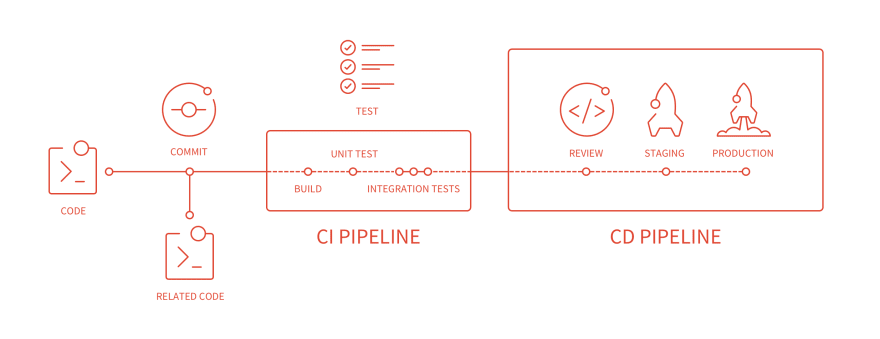 TEST
COMMIT
UNIT TEST
REVIEW
STAGING
PRODUCTION
BUILD
INTEGRATION TESTS
CODE
CI PIPELINE
CD PIPELINE
RELATED CODE